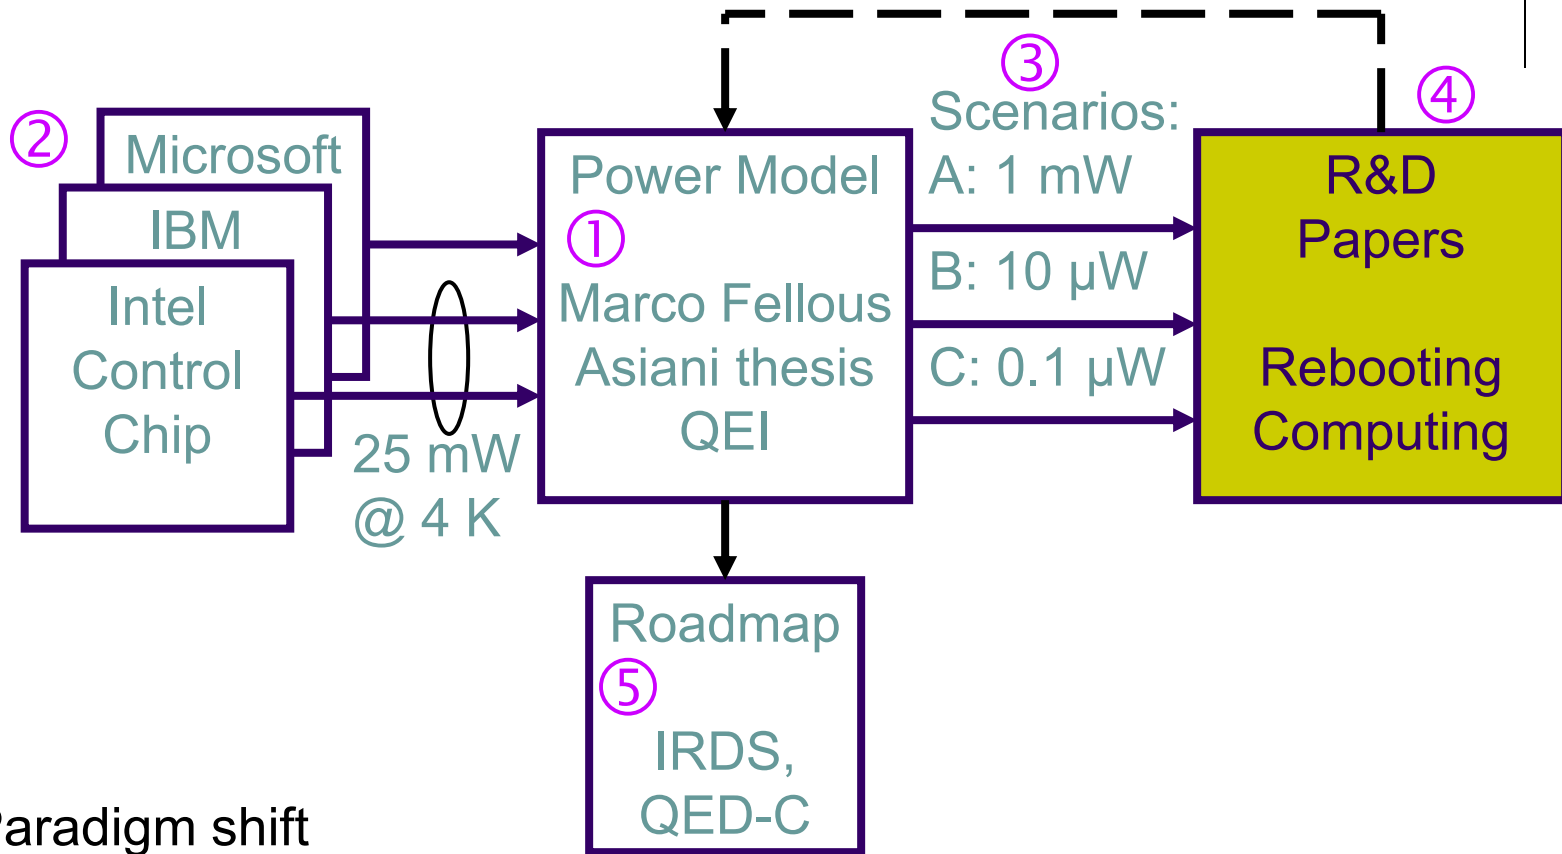 ②
Microsoft
IBM
Intel
Control
Chip
25 mW
@ 4 K
Power Model
①
Marco Fellous
Asiani thesis
QEI
③
Scenarios:
A: 1 mW
B: 10 µW
C: 0.1 µW
④
R&D
Papers
Rebooting
Computing
Roadmap
⑤
IRDS,
QED-C
Paradigm shift